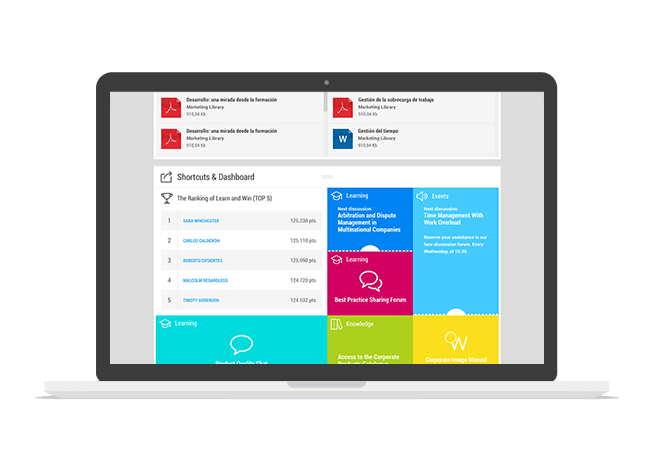 Desarrollo: una mirada desde la formación
Marketing Library
910,04 Kb
Gestión de la sobrecarga de trabajo
Marketing Library
910,04 Kb
Desarrollo: una mirada desde la formación
Marketing Library
910,04 Kb
W
Gestión del tiempo
Marketing Library
910,04 Kb
Shortcuts & Dashboard
The Ranking of Learn and Win (TOP 5)
1 SARA WINCHESTER 125.230 pts.
2 CARLOS CALDERÓN 125.110 pts.
3 ROBERTO CIFUENTES 125.090 pts.
4 MALCOLM REGARDLESS 124.720 pts.
5 TIMOTY SORENSEN 124.532 pts.
Learning
Next discussion:
Arbitration and Dispute
Management in
Multinational Companies
Events
Next discussion:
Time Management With
Work Overload
Reserve your assistance in our
face discussion forum. Every
Wednesday, at 16:30.
Learning
Best Practice Sharing Forum
Learning
Product Quality Chat
Knowledge
Access to the Corporate
Products Catalogue
Corporate Image Manual